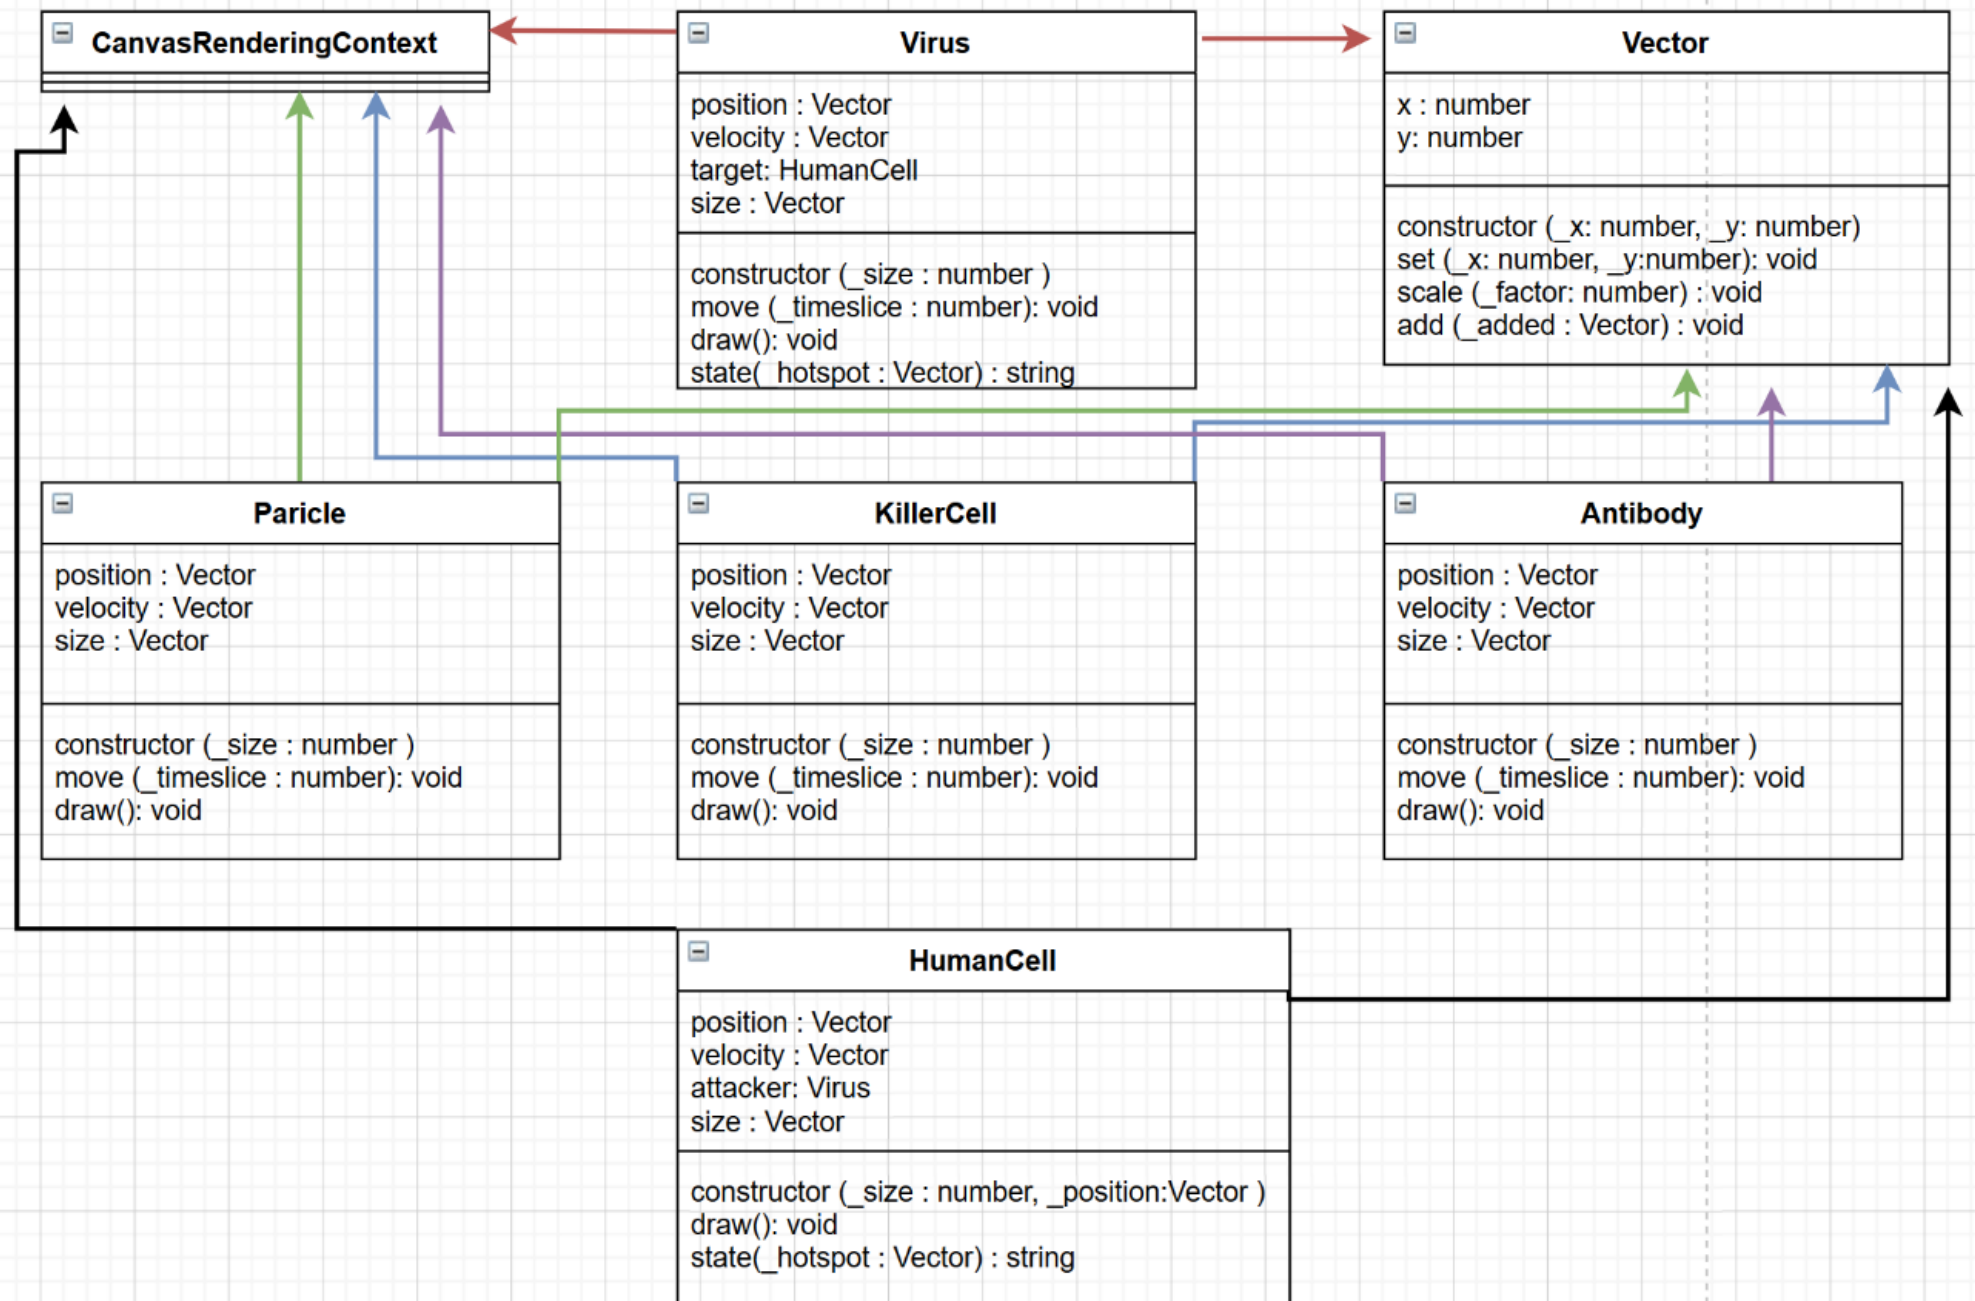 CanvasRenderingContext
Virus
position : Vector
velocity : Vector
target: HumanCell
size : Vector
constructor (_size : number )
move (_timeslice : number): void
draw(): void
state(_hotspot : Vector) : string
Vector
x : number
y: number
constructor (_x: number, _y: number)
set (_x: number, _y:number): void
scale (_factor: number) : void
add (_added : Vector) : void
Paricle
position : Vector
velocity : Vector
size : Vector
constructor (_size : number )
move (_timeslice : number): void
draw(): void
KillerCell
position : Vector
velocity : Vector
size : Vector
constructor (_size : number )
move (_timeslice : number): void
draw(): void
Antibody
position : Vector
velocity : Vector
size : Vector
constructor (_size : number )
move (_timeslice : number): void
draw(): void
HumanCell
position : Vector
velocity : Vector
attacker: Virus
size : Vector
constructor (_size : number, _position:Vector )
draw(): void
state(_hotspot : Vector) : string